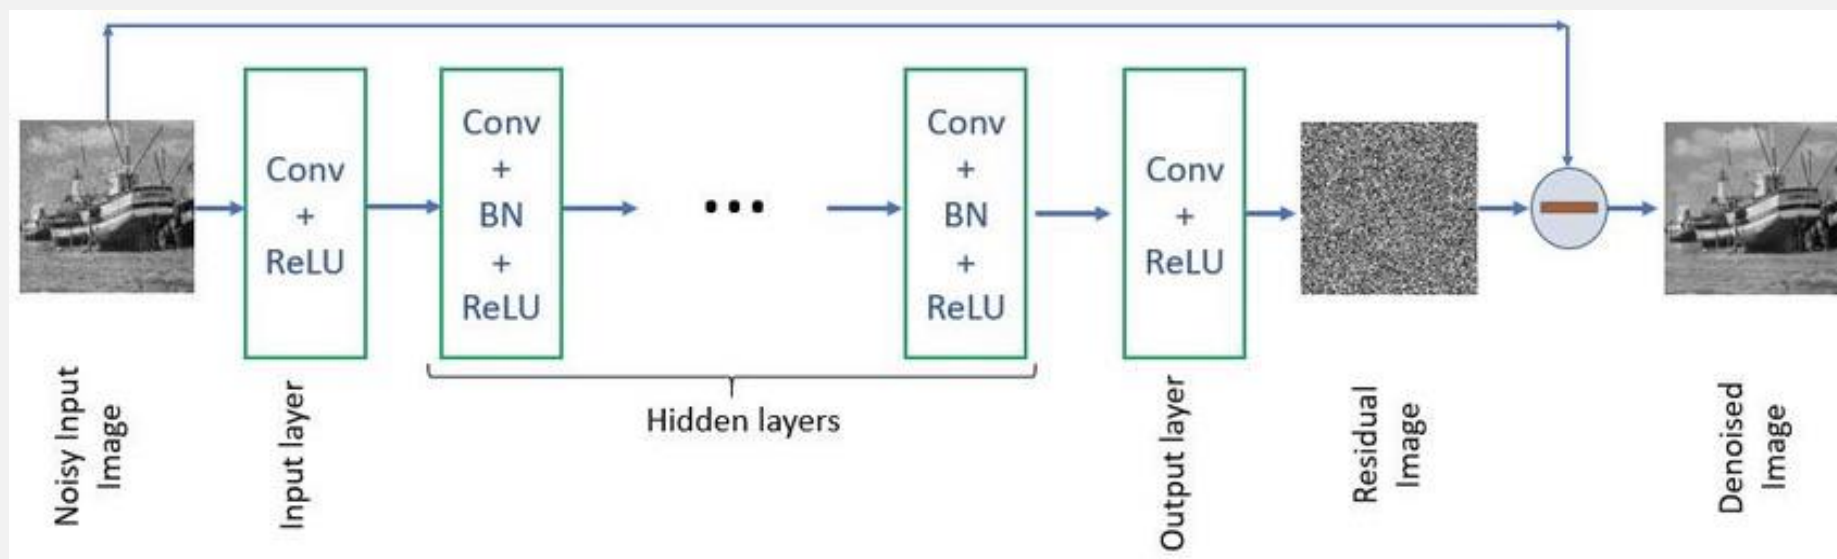 Noisy Input
Image
Conv
+
ReLU
Input layer
Conv
+
BN
+
ReLU
...
Conv
+
BN
+
ReLU
Hidden layers
Conv
+
ReLU
Output layer
Residual
Image
Denoised
Image